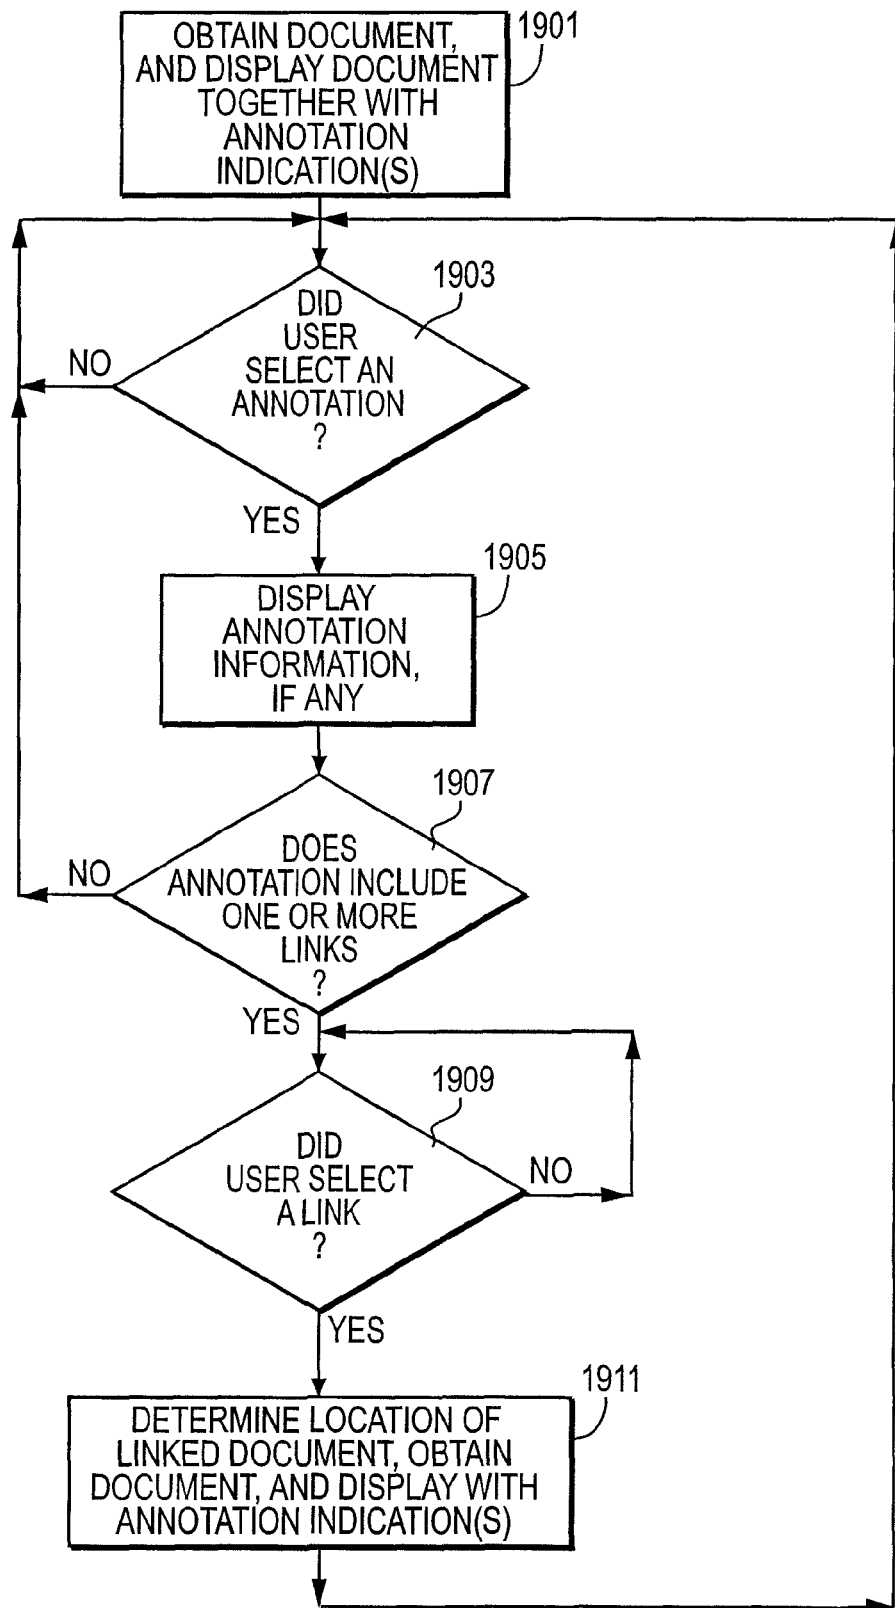 1901
OBTAIN DOCUMENT,
AND DISPLAY DOCUMENT
TOGETHER WITH
ANNOTATION
INDICATION(S)
1903
DID
USER
SELECT AN
ANNOTATION
?
NO
YES
1905
DISPLAY
ANNOTATION
INFORMATION,
IF ANY
1907
DOES
ANNOTATION INCLUDE
ONE OR MORE
LINKS
?
NO
YES
1909
DID
USER SELECT
A LINK
?
NO
YES
1911
DETERMINE LOCATION OF
LINKED DOCUMENT, OBTAIN
DOCUMENT, AND DISPLAY WITH
ANNOTATION INDICATION(S)